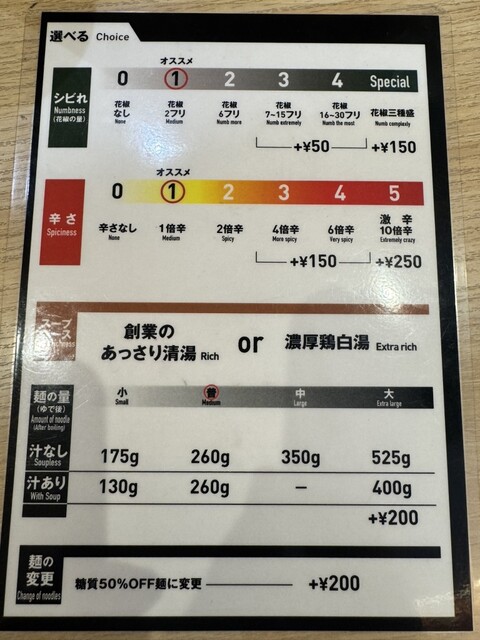 選べる Choice
オススメ
0 1 2 3 4 Special
シビれ
Numbness
(花椒の量)
花椒 なし None
花椒 2フリ Medium
花椒 6フリ Numb more
花椒 7~15フリ Numb extremely
花椒 16~30フリ Numb the most
花椒三種盛 Numb complexly
+¥50 +¥150
オススメ
0 1 2 3 4 5
辛さ
Spiciness
辛さなし None
1倍辛 Medium
2倍辛 Spicy
4倍辛 More spicy
6倍辛 Very spicy
激辛 10倍辛 Extremely crazy
+¥150 +¥250
スープ
創業の
あっさり清湯 Rich or 濃厚鶏白湯 Extra rich
麺の量
(ゆで後)
Amount of noodle
(After boiling)
小 Small
普 Medium
中 Large
大 Extra large
汁なし
Soupless
175g 260g 350g 525g
汁あり
With Soup
130g 260g – 400g
+¥200
麺の
変更
Change of noodles
糖質50%OFF麺に変更 +¥200